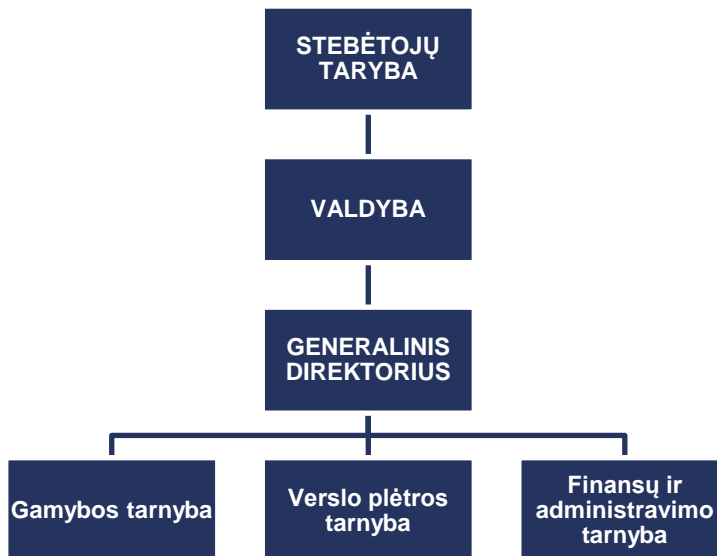 STEBĖTOJŲ
TARYBA
VALDYBA
GENERALINIS
DIREKTORIUS
Gamybos tarnyba
Verslo plėtros
tarnyba
Finansų ir
administravimo
tarnyba